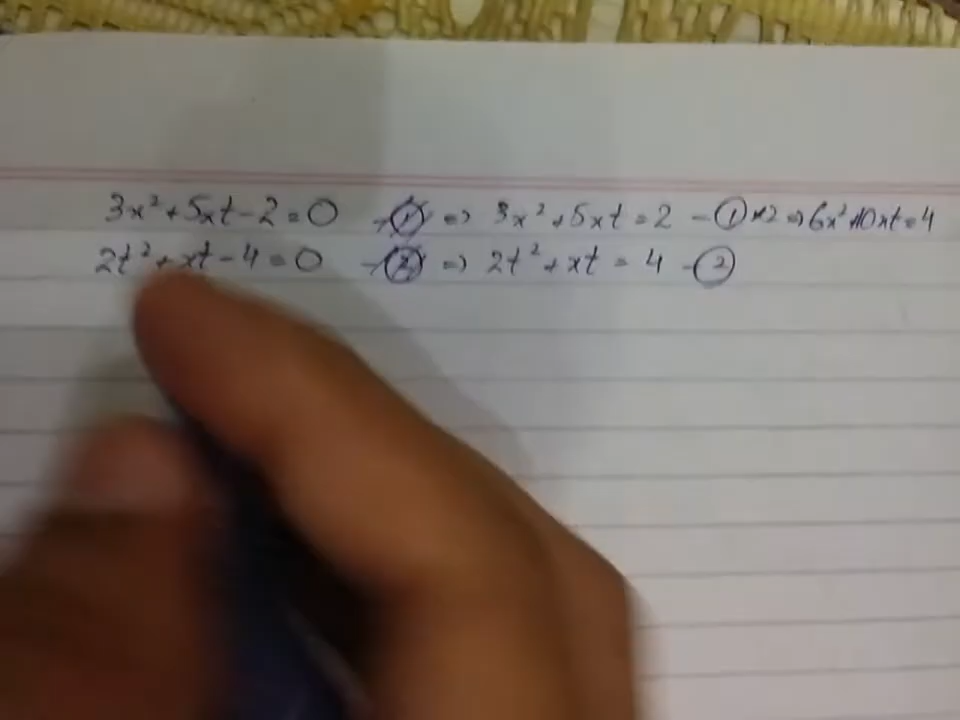 3x² + 5xt - 2 = 0 - ① => 3x² + 5xt = 2 - ① × 2 => 6x² + 10xt = 4
2t² + xt - 4 = 0 - ② => 2t² + xt = 4 - ②